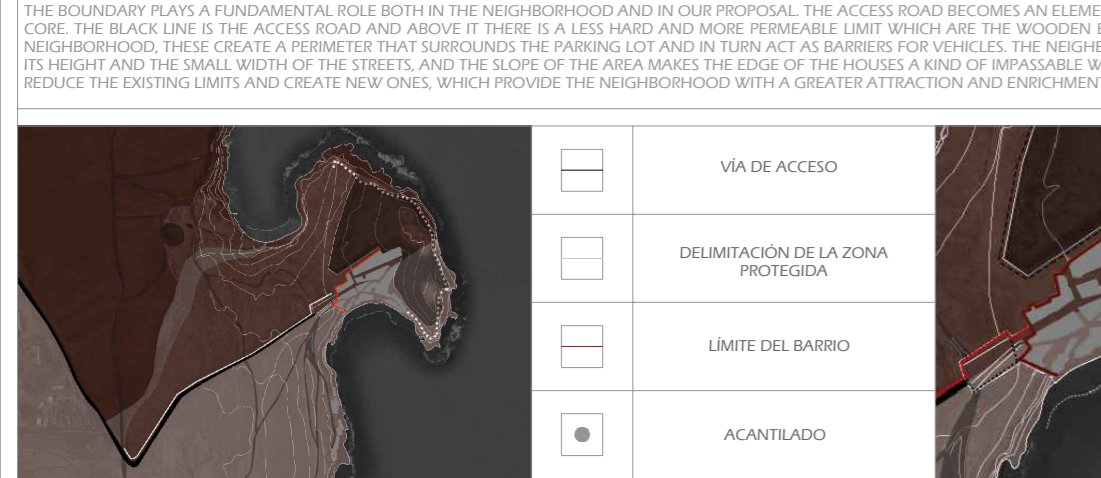 THE BOUNDARY PLAYS A FUNDAMENTAL ROLE BOTH IN THE NEIGHBORHOOD AND IN OUR PROPOSAL. THE ACCESS ROAD BECOMES AN
CORE. THE BLACK LINE IS THE ACCESS ROAD AND ABOVE IT THERE IS A LESS HARD AND MORE PERMEABLE LIMIT WHICH ARE THE WOODEN
NEIGHBORHOOD, THESE CREATE A PERIMETER THAT SURROUNDS THE PARKING LOT AND IN TURN ACT AS BARRIERS FOR VEHICLES. THE
ITS HEIGHT AND THE SMALL WIDTH OF THE STREETS, AND THE SLOPE OF THE AREA MAKES THE EDGE OF THE HOUSES A KIND OF IMPASSABLE
REDUCE THE EXISTING LIMITS AND CREATE NEW ONES, WHICH PROVIDE THE NEIGHBORHOOD WITH A GREATER ATTRACTION AND ENRICHMENT
VÍA DE ACCESO
DELIMITACIÓN DE LA ZONA
PROTEGIDA
LÍMITE DEL BARRIO
ACANTILADO